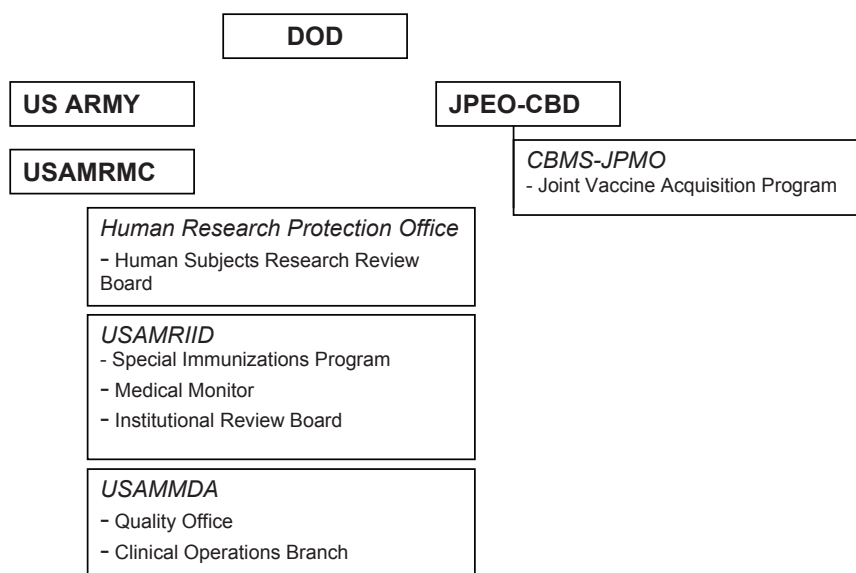 DOD
US ARMY
JPEO-CBD
USAMRMC
CBMS-JPMO
- Joint Vaccine Acquisition Program
Human Research Protection Office
- Human Subjects Research Review
Board
USAMRIID
- Special Immunizations Program
- Medical Monitor
- Institutional Review Board
USAMMDA
- Quality Office
- Clinical Operations Branch